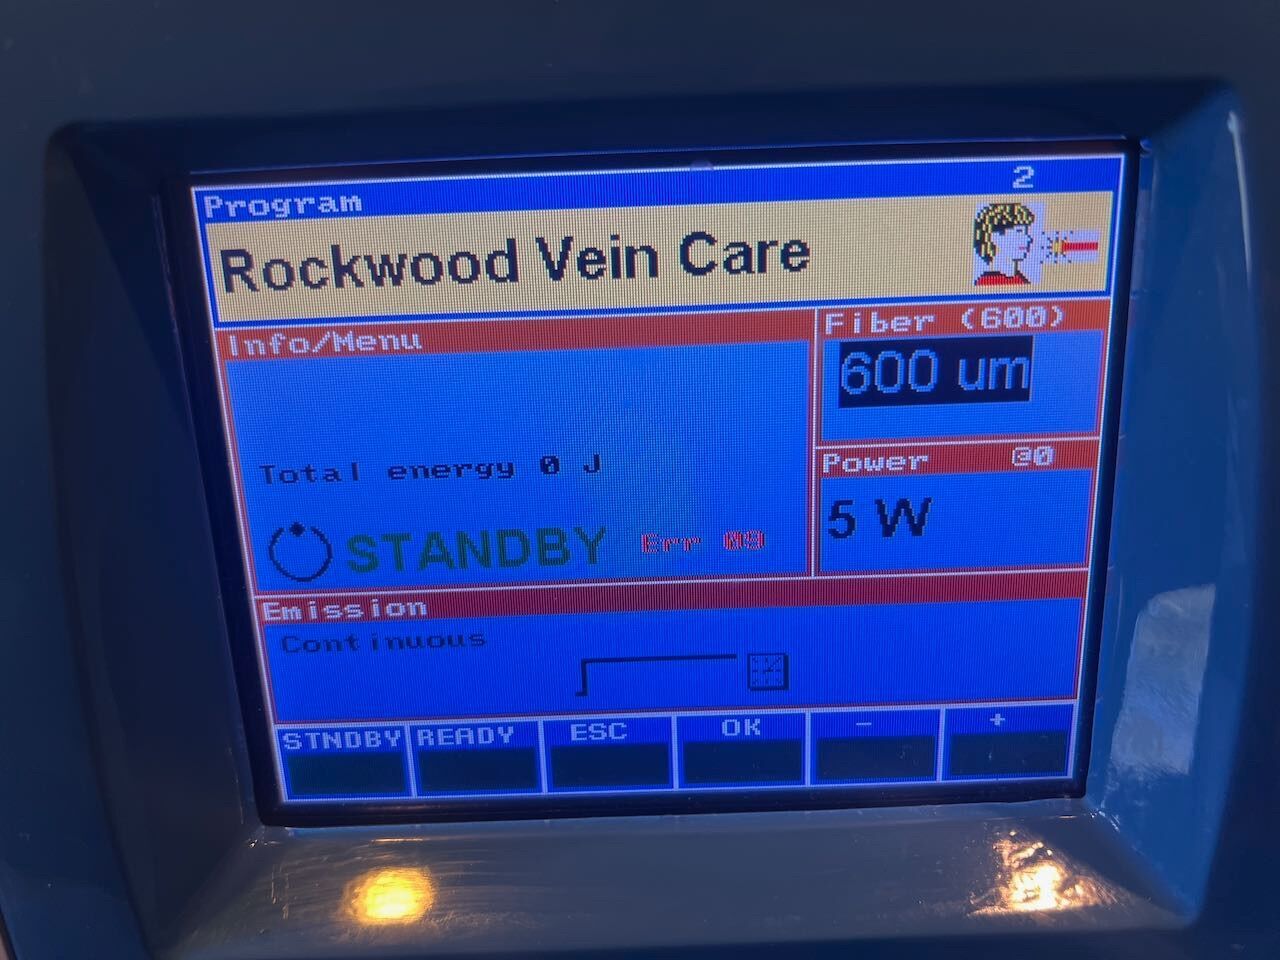 Program 2
Rockwood Vein Care
Info/Menu
Total energy 0 J
STANDBY Err 09
Fiber (600)
600 um
Power @0
5 W
Emission
Continuous
STNDBY READY ESC OK - +